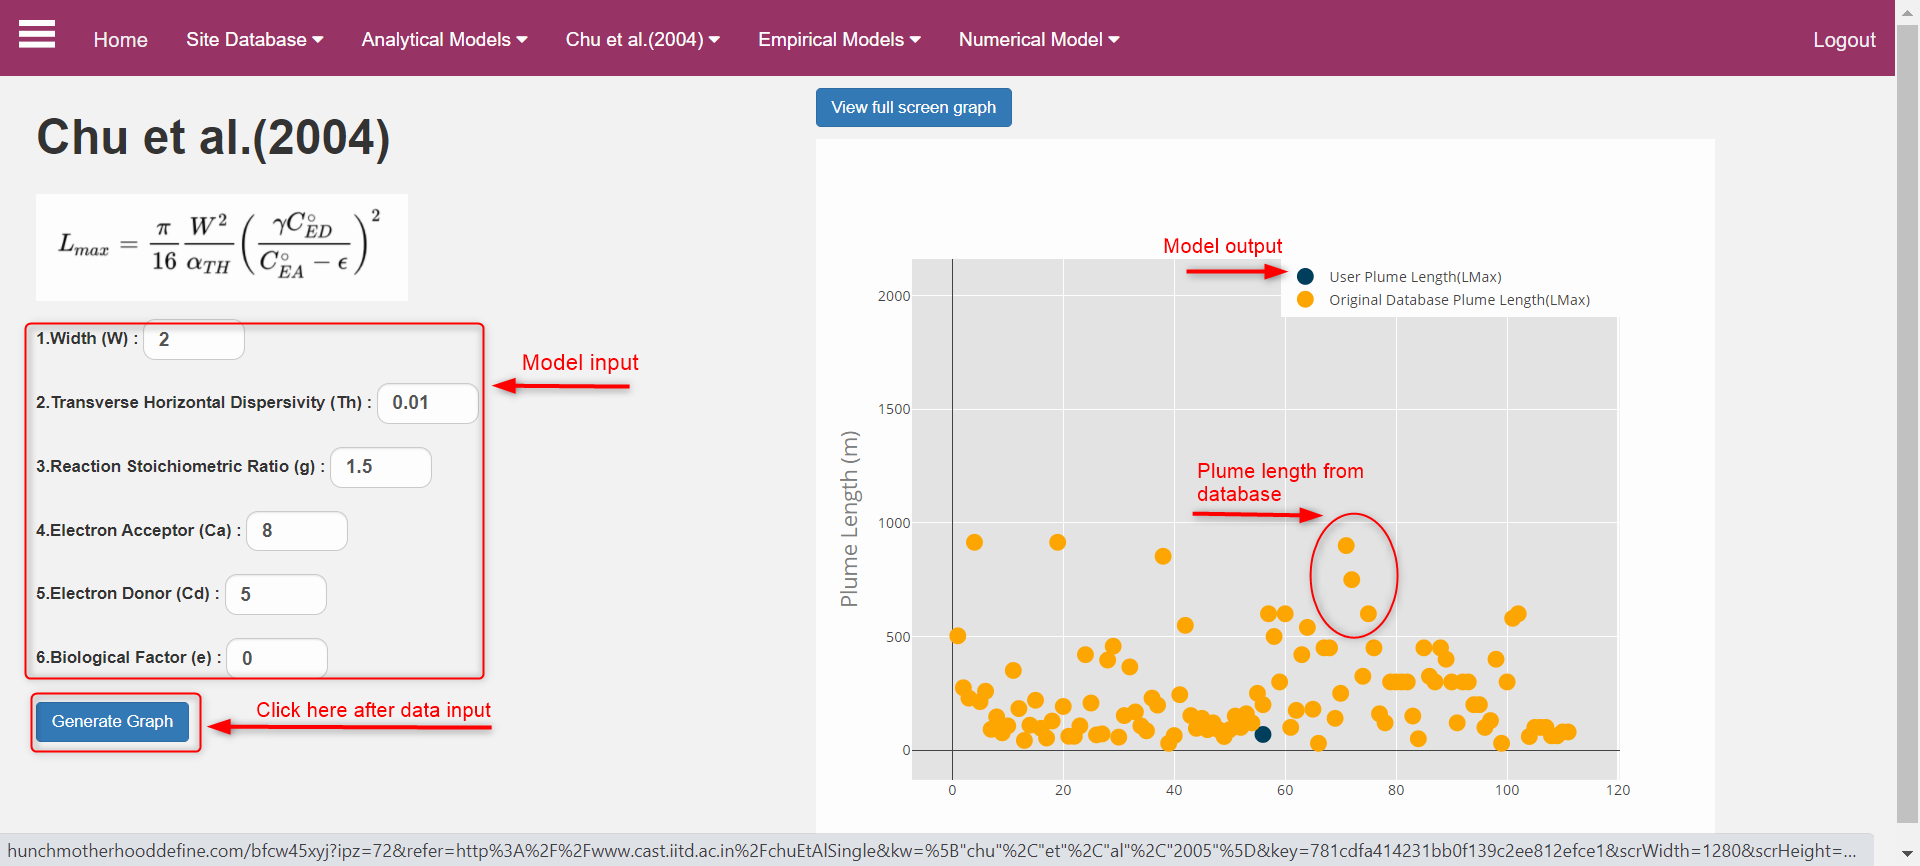 Home Site Database Analytical Models Chu et al.(2004) Empirical Models Numerical Model Logout
View full screen graph
Chu et al.(2004)
L_{max} = \frac{\pi}{16} \frac{W^2}{\alpha_{TH}} \left( \frac{\gamma C^{\circ}_{ED}}{C^{\circ}_{EA} - \epsilon} \right)^2
1.Width (W) : 2
2.Transverse Horizontal Dispersivity (Th) : 0.01
3.Reaction Stoichiometric Ratio (g) : 1.5
4.Electron Acceptor (Ca) : 8
5.Electron Donor (Cd) : 5
6.Biological Factor (e) : 0
Generate Graph
Model input
Click here after data input
Model output
User Plume Length(LMax)
Original Database Plume Length(LMax)
Plume length from
database
Plume Length (m)
2000
1500
1000
500
0
0 20 40 60 80 100 120
hunchmotherhooddefine.com/bfcw45xyj?ipz=72&refer=http%3A%2F%2Fwww.cast.iitd.ac.in%2FchuEtAlSingle&kw=%5B"chu"%2C"et"%2C"al"%2C"2005"%5D&key=781cdfa414231bb0f139c2ee812efce1&scrWidth=1280&scrHeight=...